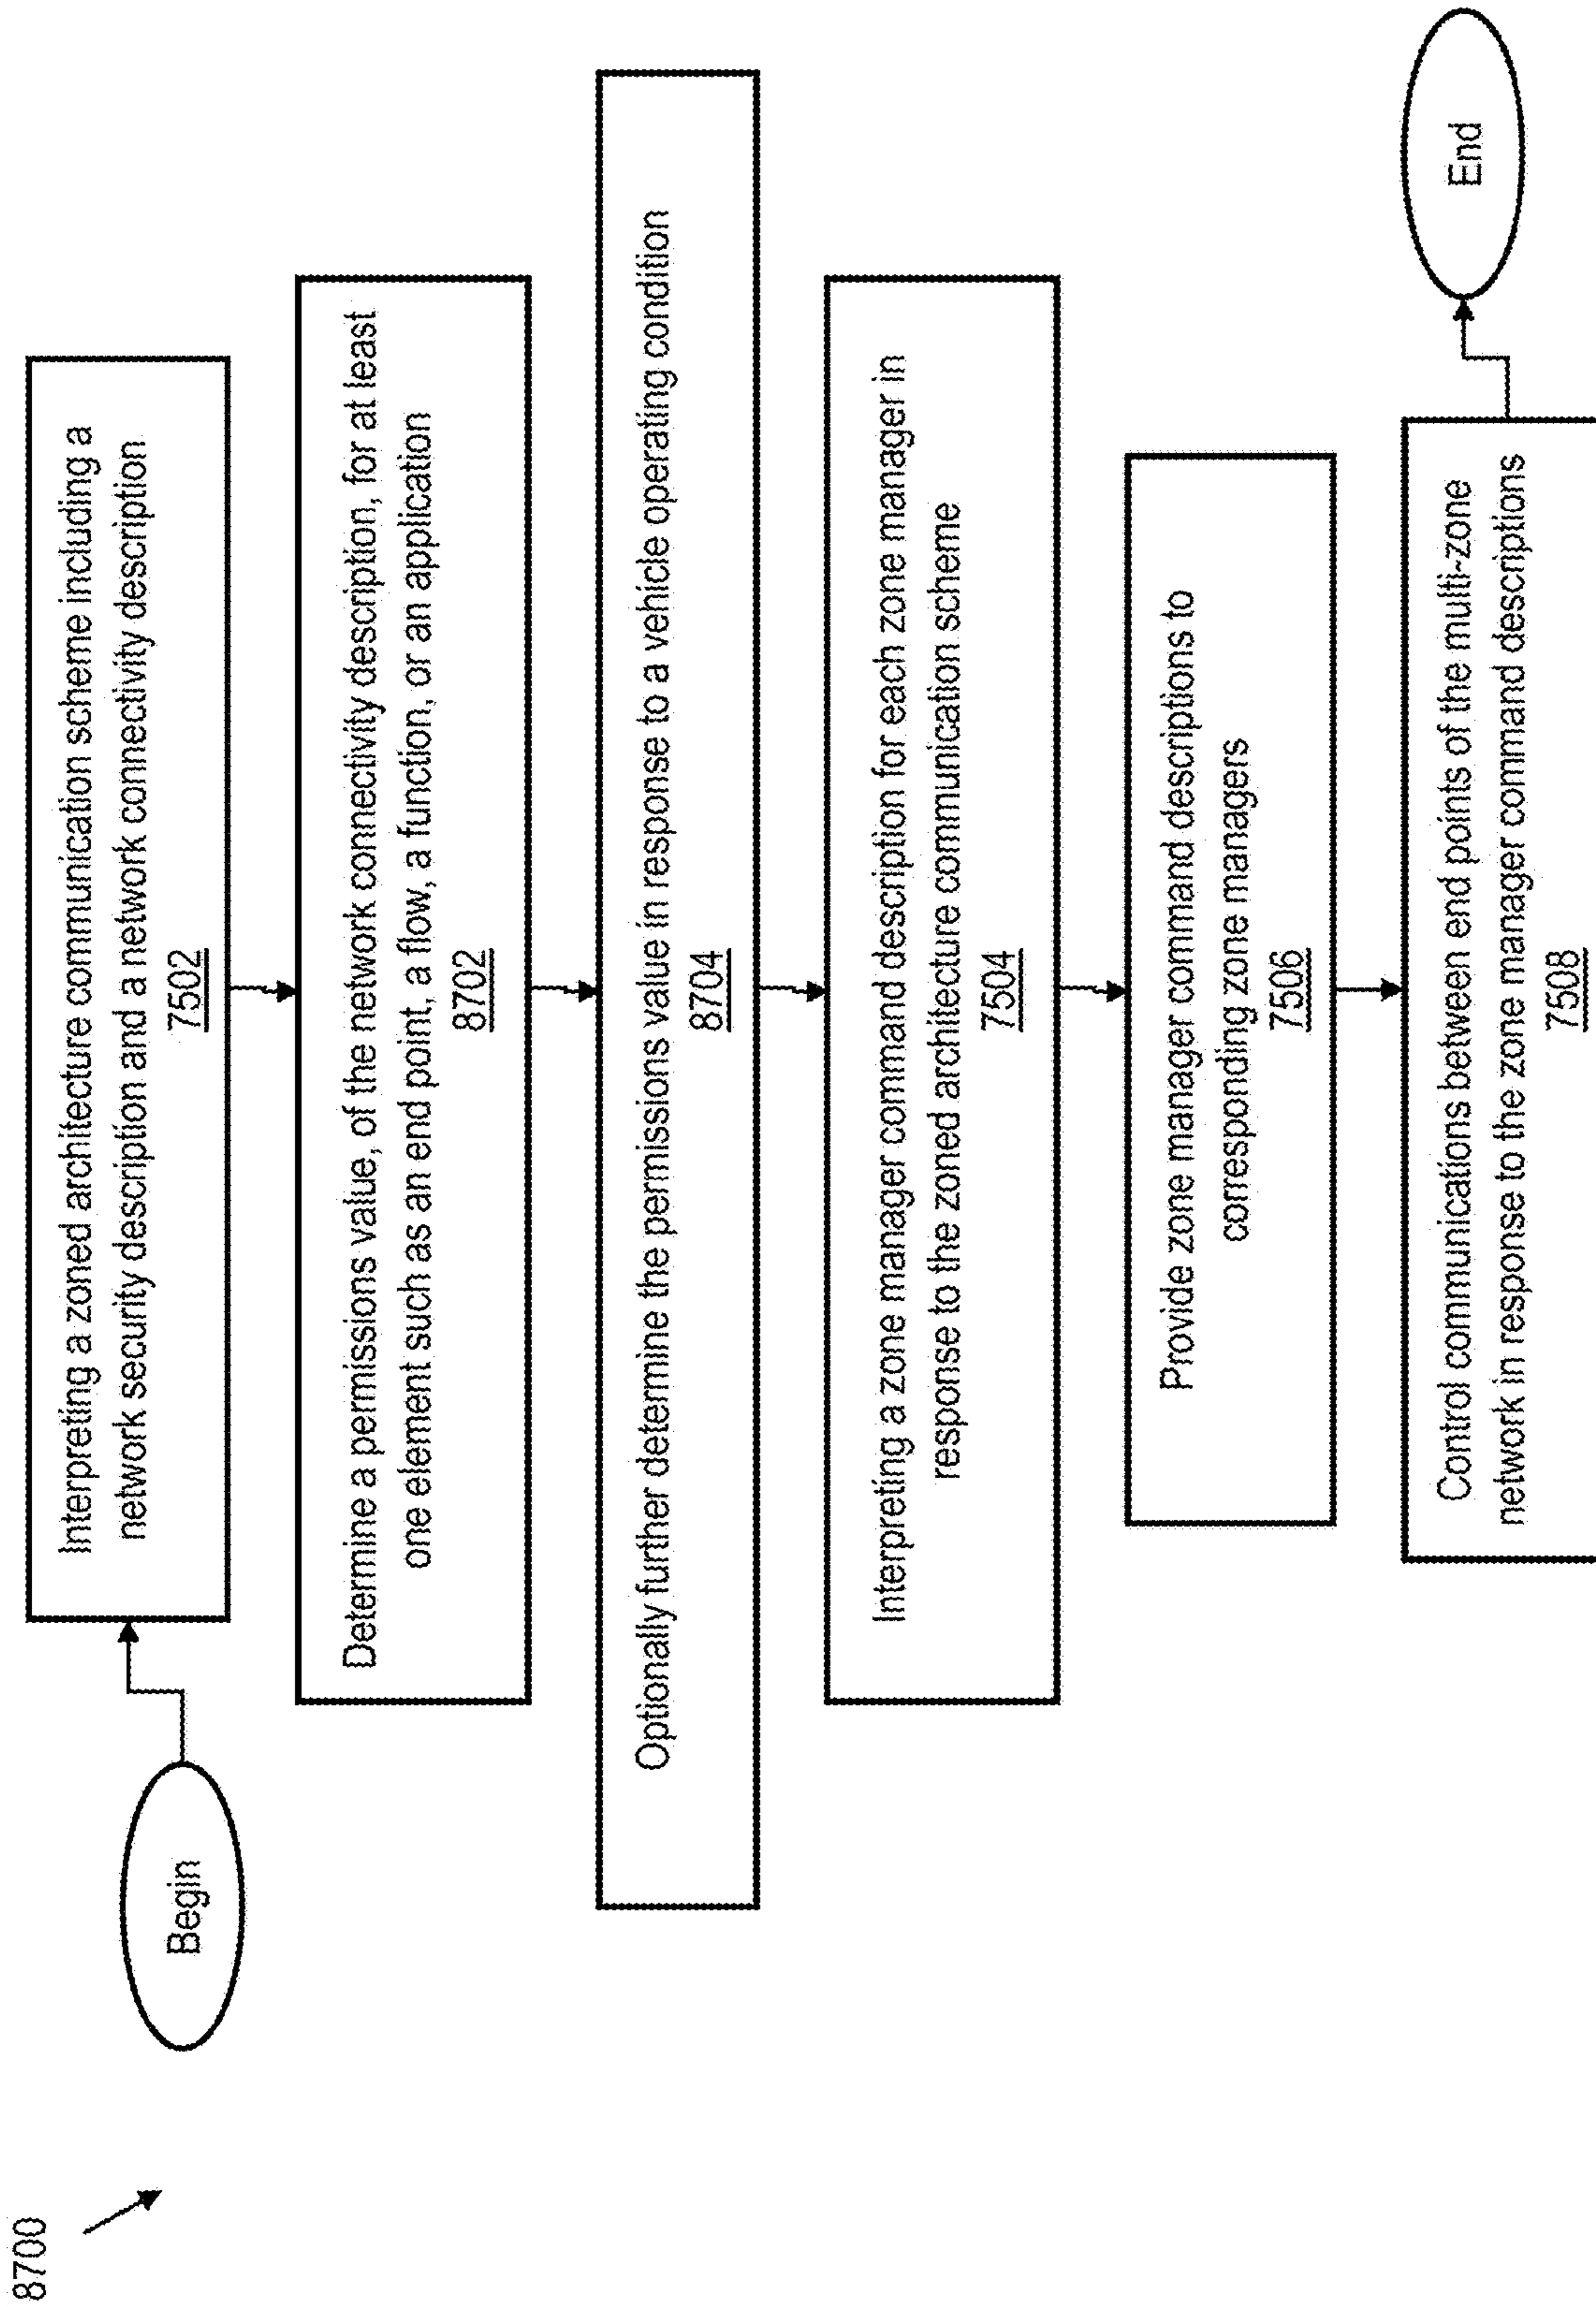 8700
Begin
Interpreting a zoned architecture communication scheme including a
network security description and a network connectivity description
7502
Determine a permissions value, of the network connectivity description, for at least
one element such as an end point, a flow, a function, or an application
8702
Optionally further determine the permissions value in response to a vehicle operating condition
8704
Interpreting a zone manager command description for each zone manager in
response to the zoned architecture communication scheme
7504
Provide zone manager command descriptions to
corresponding zone managers
7506
Control communications between end points of the multi-zone
network in response to the zone manager command descriptions
7508
End